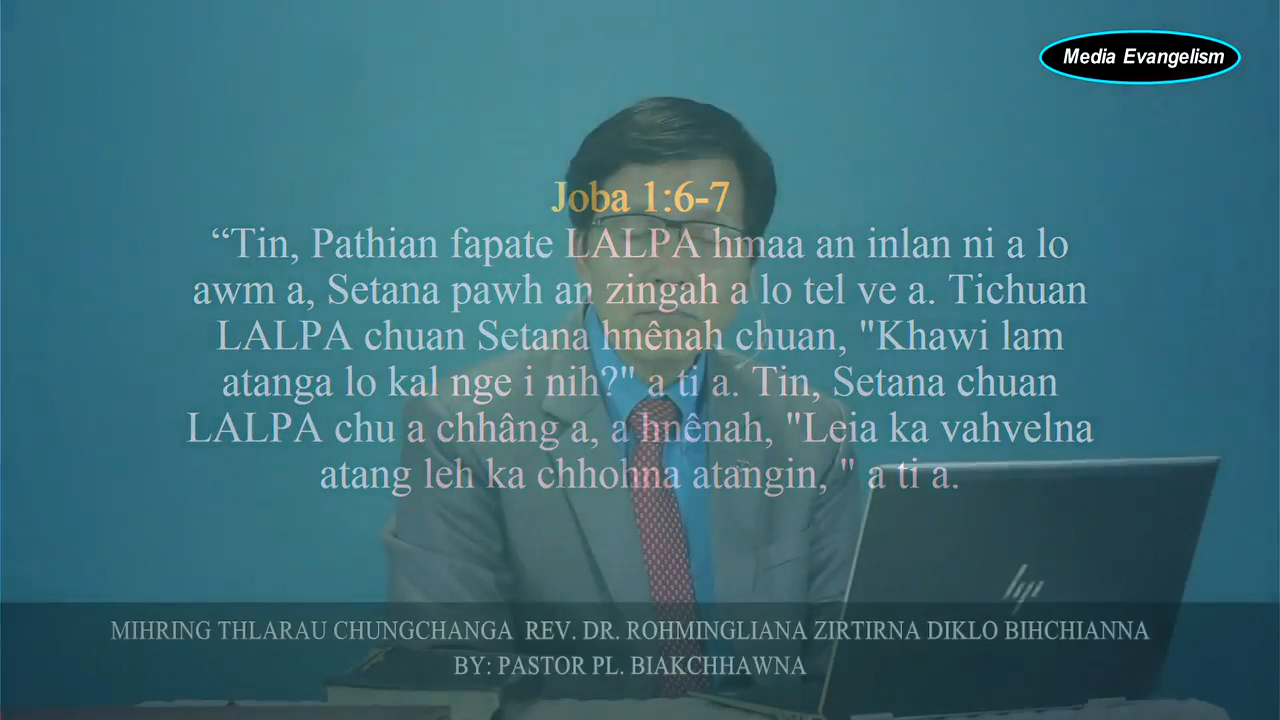 Media Evangelism
Joba 1:6-7
“Tin, Pathian fapate LALPA hmaa an inlan ni a lo
awm a, Setana pawh an zingah a lo tel ve a. Tichuan
LALPA chuan Setana hnênah chuan, "Khawi lam
atanga lo kal nge i nih?" a ti a. Tin, Setana chuan
LALPA chu a chhâng a, a hnênah, "Leia ka vahvelna
atang leh ka chhohna atangin, " a ti a.
hp
MIHRING THLARAU CHUNGCHANGA REV. DR. ROHMINGLIANA ZIRTIRNA DIKLO BIHCHIANNA
BY: PASTOR PL. BIAKCHHAWNA